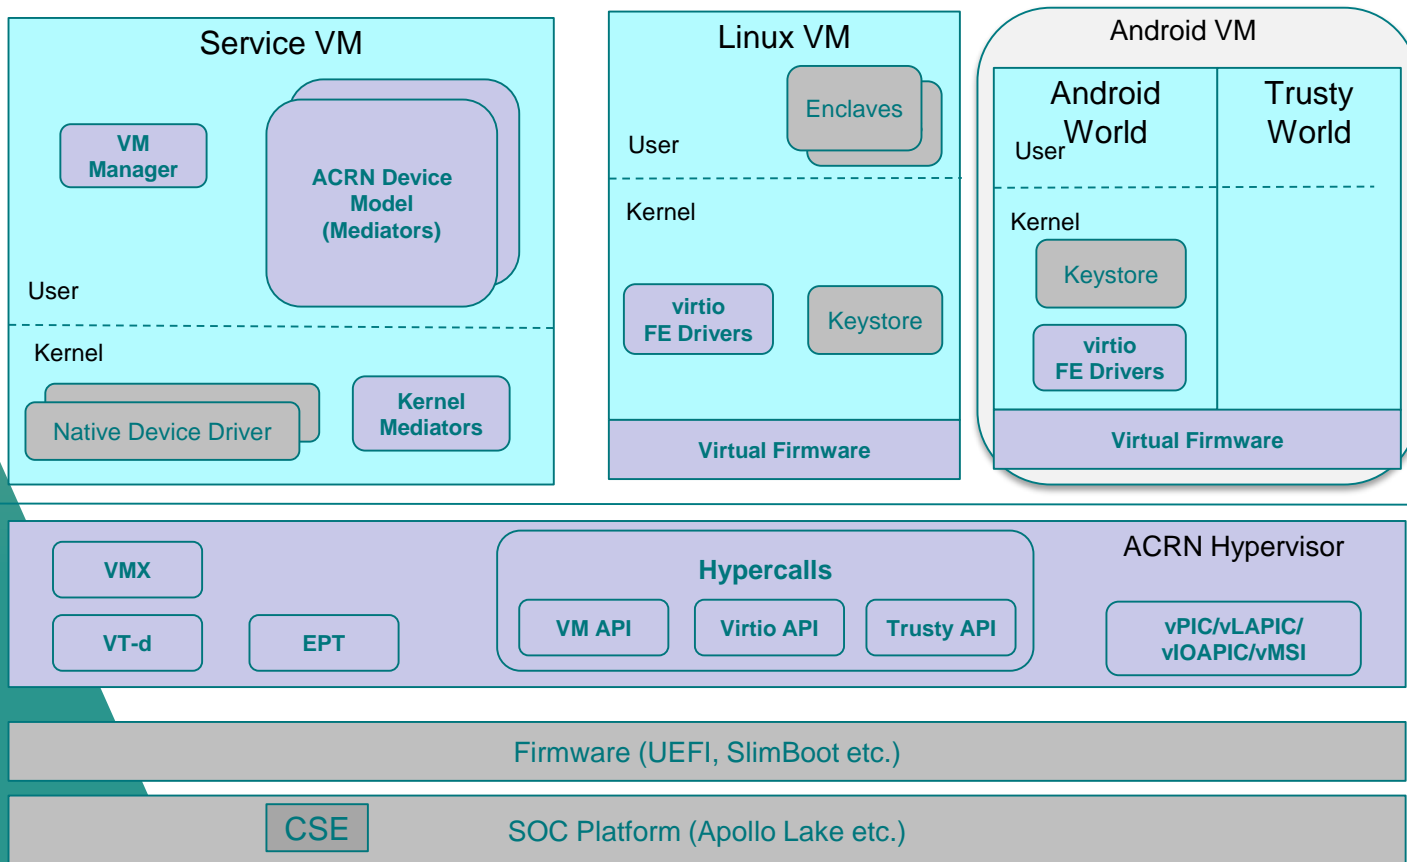 Service VM
VM
Manager
ACRN Device
Model
(Mediators)
User
Kernel
Native Device Driver
Kernel
Mediators
Linux VM
Enclaves
User
Kernel
virtio
FE Drivers
Keystore
Virtual Firmware
Android VM
Android
World
Trusty
World
User
Kernel
Keystore
virtio
FE Drivers
Virtual Firmware
ACRN Hypervisor
VMX
VT-d
EPT
Hypercalls
VM API
Virtio API
Trusty API
vPIC/vLAPIC/
vIOAPIC/vMSI
Firmware (UEFI, SlimBoot etc.)
CSE
SOC Platform (Apollo Lake etc.)